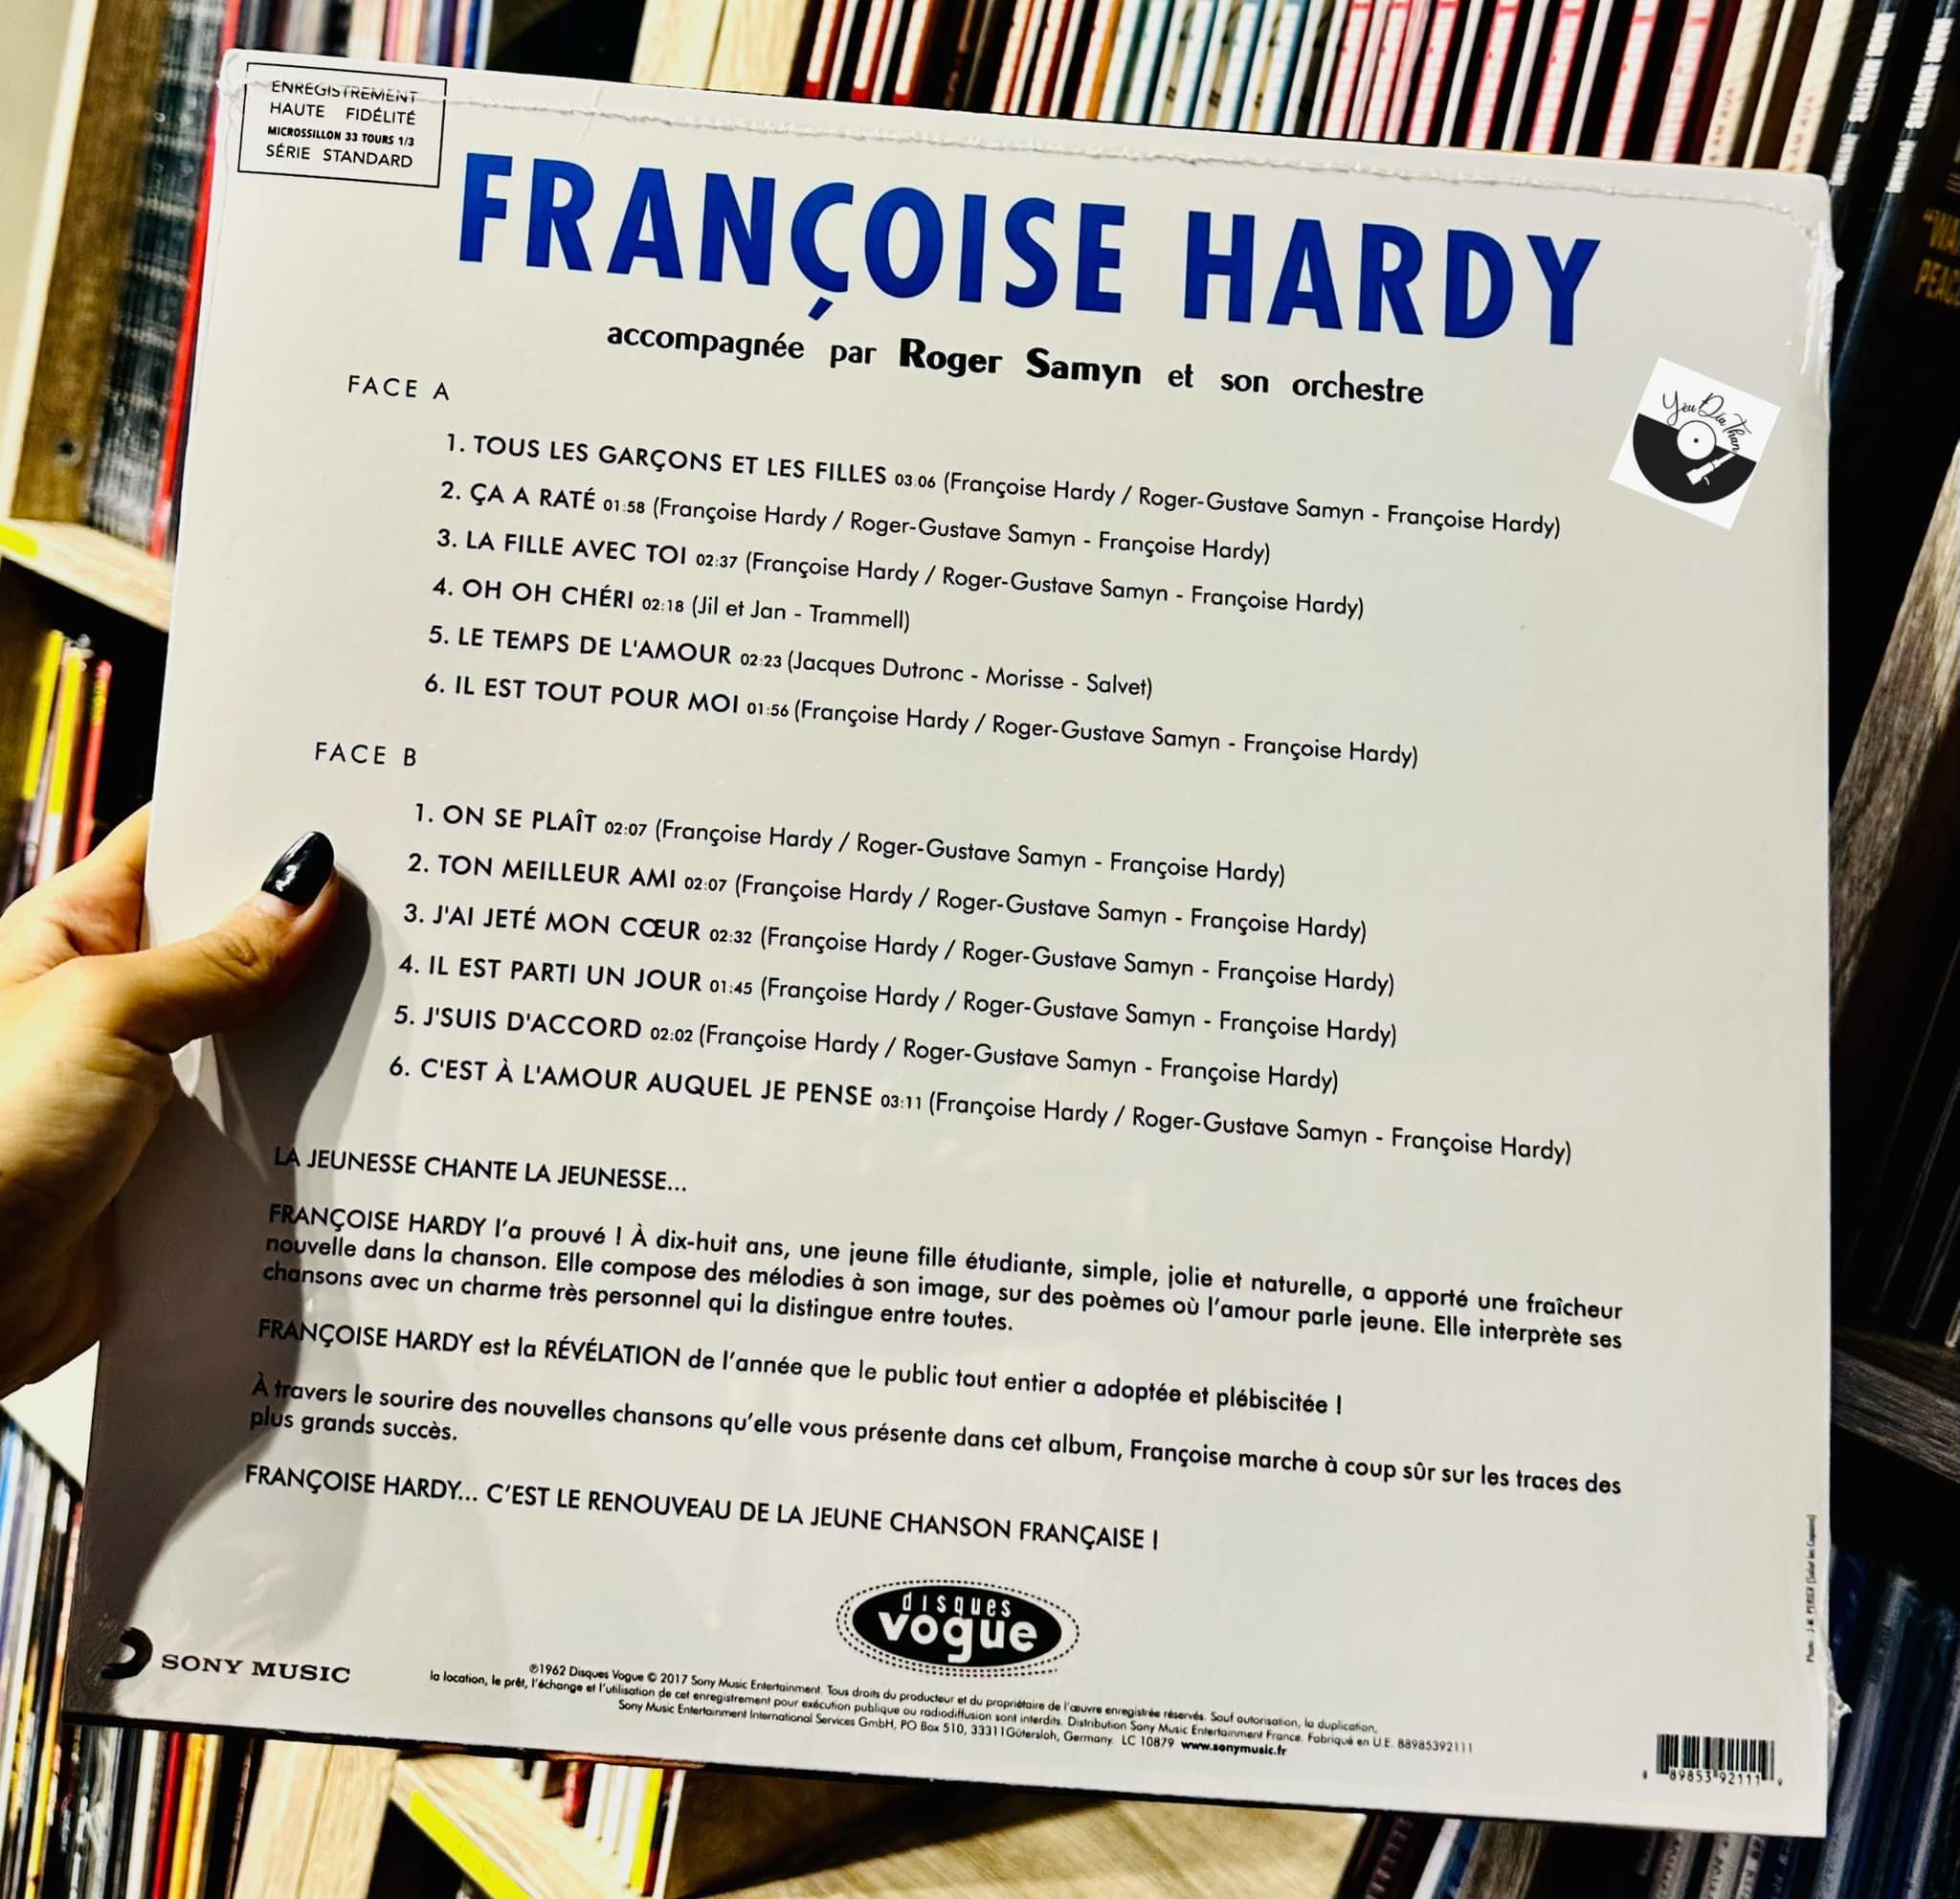 ENREGISTREMENT
HAUTE FIDÉLITÉ
MICROSSILLON 33 TOURS 1/3
SÉRIE STANDARD
FRANÇOISE HARDY
accompagnée par Roger Samyn et son orchestre
Yêu Đĩa Than
FACE A
1. TOUS LES GARÇONS ET LES FILLES 03:06 (Françoise Hardy / Roger-Gustave Samyn - Françoise Hardy)
2. ÇA A RATÉ 01:58 (Françoise Hardy / Roger-Gustave Samyn - Françoise Hardy)
3. LA FILLE AVEC TOI 02:37 (Françoise Hardy / Roger-Gustave Samyn - Françoise Hardy)
4. OH OH CHÉRI 02:18 (Jil et Jan - Trammell)
5. LE TEMPS DE L'AMOUR 02:23 (Jacques Dutronc - Morisse - Salvet)
6. IL EST TOUT POUR MOI 01:56 (Françoise Hardy / Roger-Gustave Samyn - Françoise Hardy)
FACE B
1. ON SE PLAÎT 02:07 (Françoise Hardy / Roger-Gustave Samyn - Françoise Hardy)
2. TON MEILLEUR AMI 02:07 (Françoise Hardy / Roger-Gustave Samyn - Françoise Hardy)
3. J'AI JETÉ MON CŒUR 02:32 (Françoise Hardy / Roger-Gustave Samyn - Françoise Hardy)
4. IL EST PARTI UN JOUR 01:45 (Françoise Hardy / Roger-Gustave Samyn - Françoise Hardy)
5. J'SUIS D'ACCORD 02:02 (Françoise Hardy / Roger-Gustave Samyn - Françoise Hardy)
6. C'EST À L'AMOUR AUQUEL JE PENSE 03:11 (Françoise Hardy / Roger-Gustave Samyn - Françoise Hardy)
LA JEUNESSE CHANTE LA JEUNESSE...
FRANÇOISE HARDY l'a prouvé ! À dix-huit ans, une jeune fille étudiante, simple, jolie et naturelle, a apporté une fraîcheur
nouvelle dans la chanson. Elle compose des mélodies à son image, sur des poèmes où l'amour parle jeune. Elle interprète ses
chansons avec un charme très personnel qui la distingue entre toutes.
FRANÇOISE HARDY est la RÉVÉLATION de l'année que le public tout entier a adoptée et plébiscitée !
À travers le sourire des nouvelles chansons qu'elle vous présente dans cet album, Françoise marche à coup sûr sur les traces des
plus grands succès.
FRANÇOISE HARDY... C'EST LE RENOUVEAU DE LA JEUNE CHANSON FRANÇAISE !
disques
vogue
SONY MUSIC
℗1962 Disques Vogue © 2017 Sony Music Entertainment. Tous droits du producteur et du propriétaire de l'œuvre enregistrée réservés. Sauf autorisation, la duplication,
la location, le prêt, l'échange et l'utilisation de cet enregistrement pour exécution publique ou radiodiffusion sont interdits. Distribution Sony Music Entertainment France. Fabriqué en U.E. 88985392111
Sony Music Entertainment International Services GmbH, PO Box 510, 33311 Gütersloh, Germany. LC 10879 www.sonymusic.fr
89853 92111 9